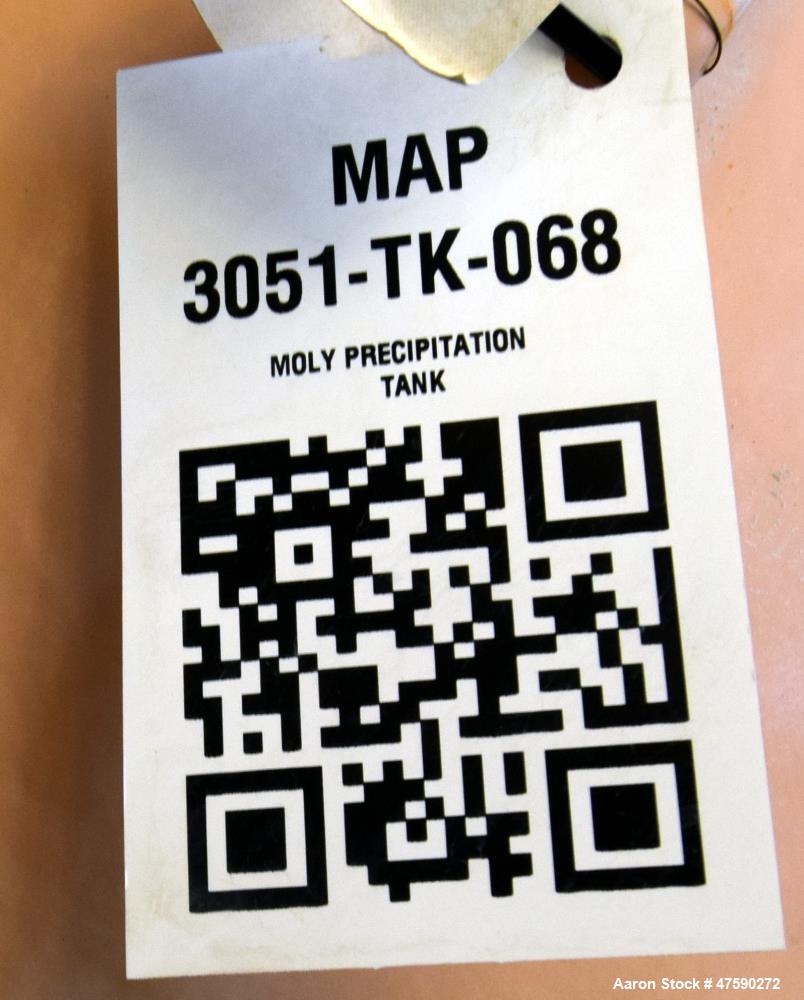 MAP
3051-TK-068
MOLY PRECIPITATION
TANK
Aaron Stock # 47590272